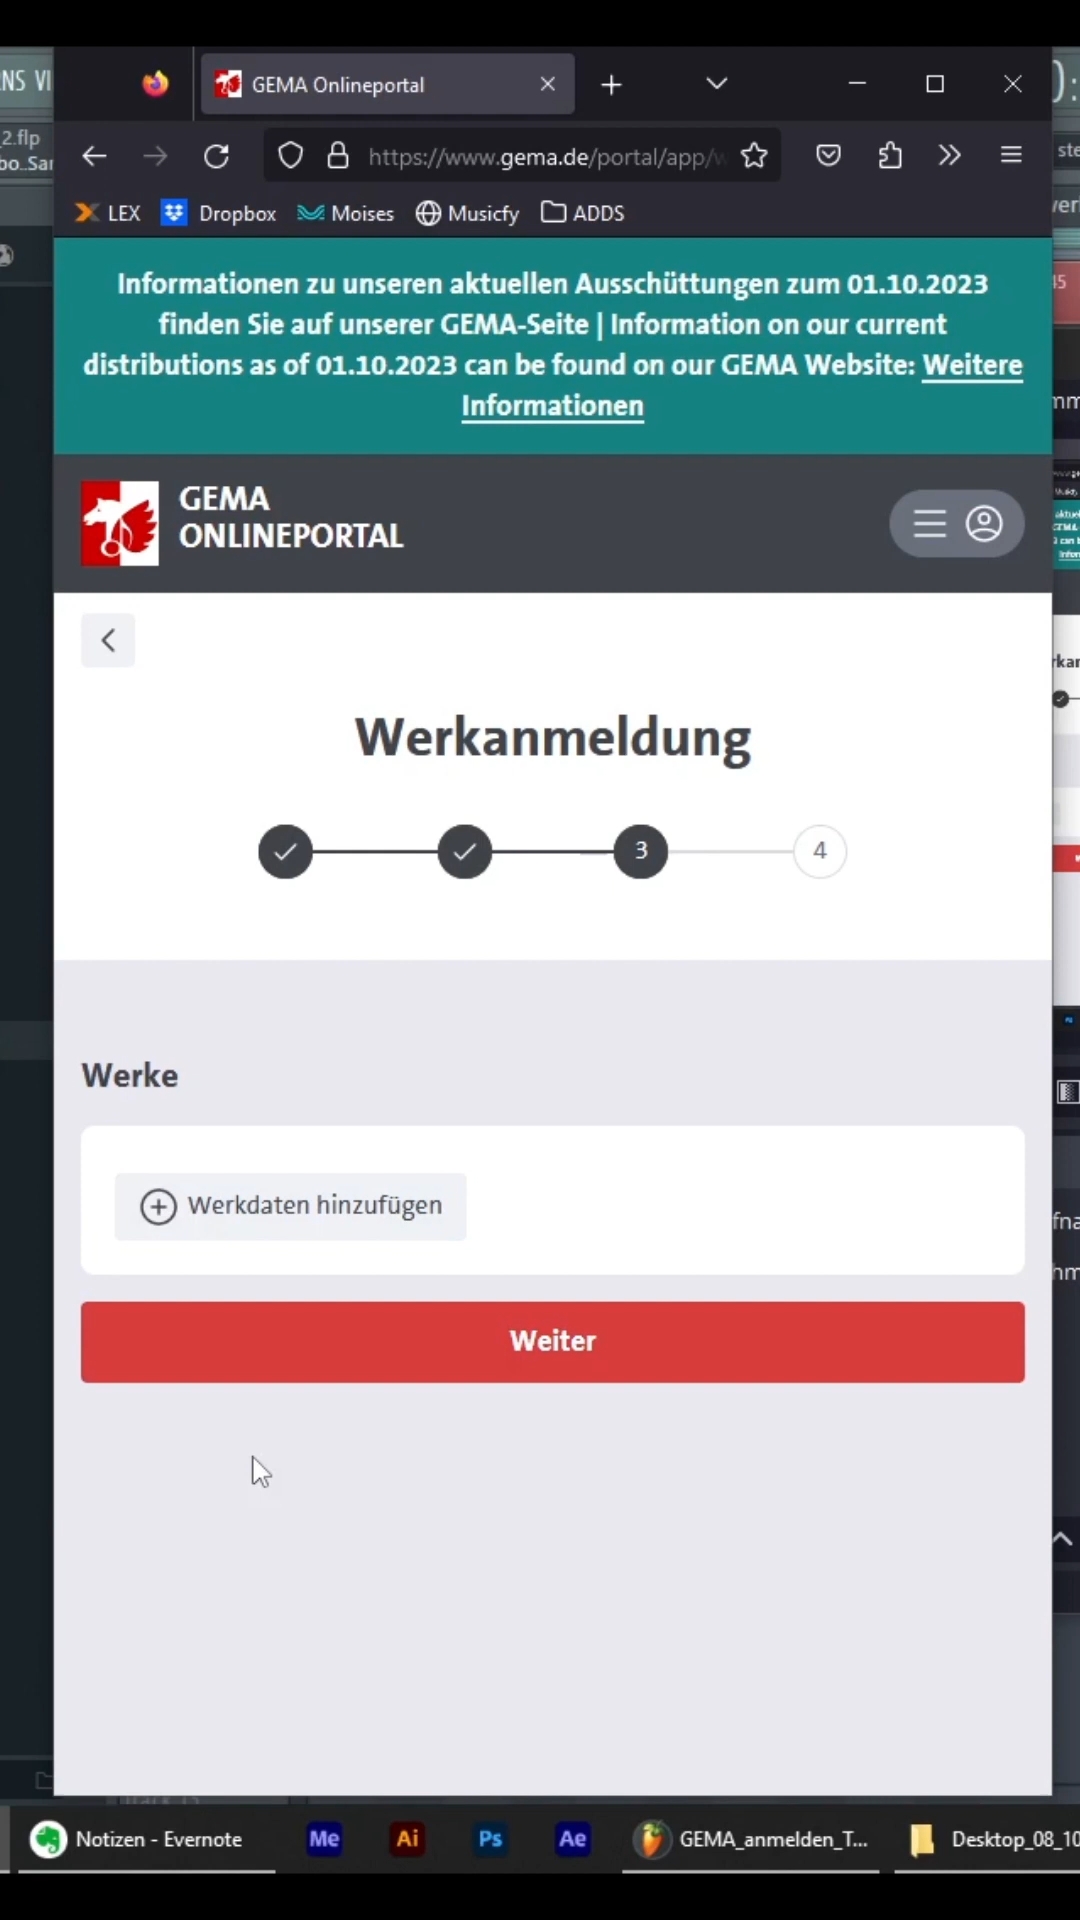 GEMA Onlineportal
2.flp
https://www.gema.de/portal/app/w
LEX
Dropbox
Moises
Musicfy
ADDS
Informationen zu unseren aktuellen Ausschüttungen zum 01.10.2023
finden Sie auf unserer GEMA-Seite | Information on our current
distributions as of 01.10.2023 can be found on our GEMA Website: Weitere
Informationen
GEMA
ONLINEPORTAL
Werkanmeldung
3
4
Werke
Werkdaten hinzufügen
Weiter
Notizen - Evernote
Me
Ai
Ps
Ae
GEMA_anmelden_T...
Desktop_08_10